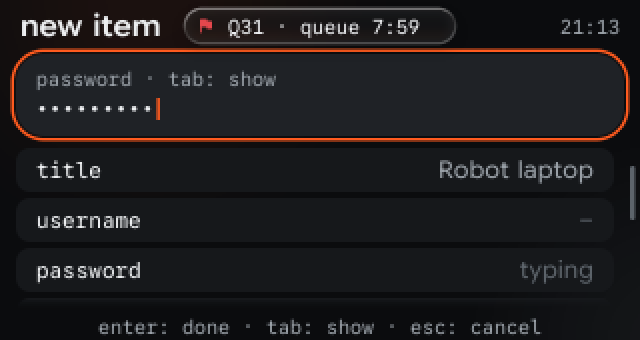 new item
Q31 · queue 7:59
21:13
password · tab: show
•••••••••
title
Robot laptop
username
–
password
typing
enter: done · tab: show · esc: cancel